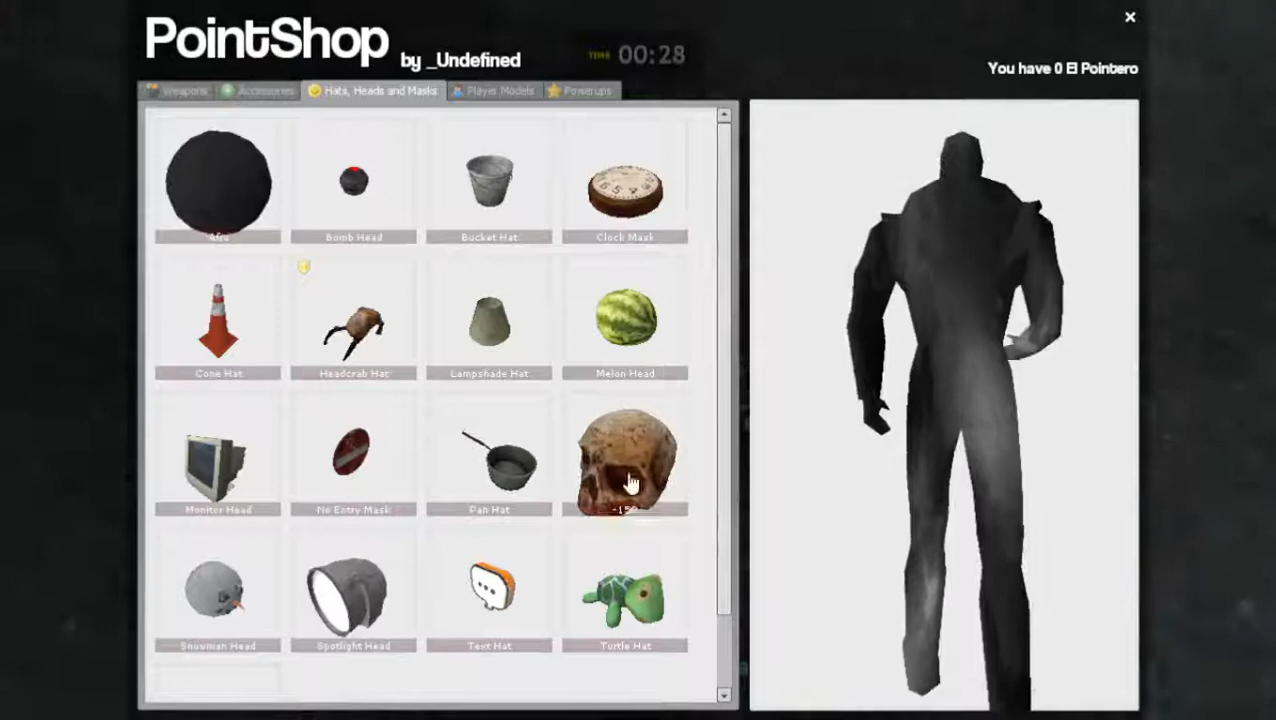 PointShop by _Undefined
TIME 00:28
You have 0 El Pointero
Weapons Accessories Hats, Heads and Masks Player Models Powerups
Afro Bomb Head Bucket Hat Clock Mask
Cone Hat Headcrab Hat Lampshade Hat Melon Head
Monitor Head No Entry Mask Pan Hat
Snowman Head Spotlight Head Text Hat Turtle Hat